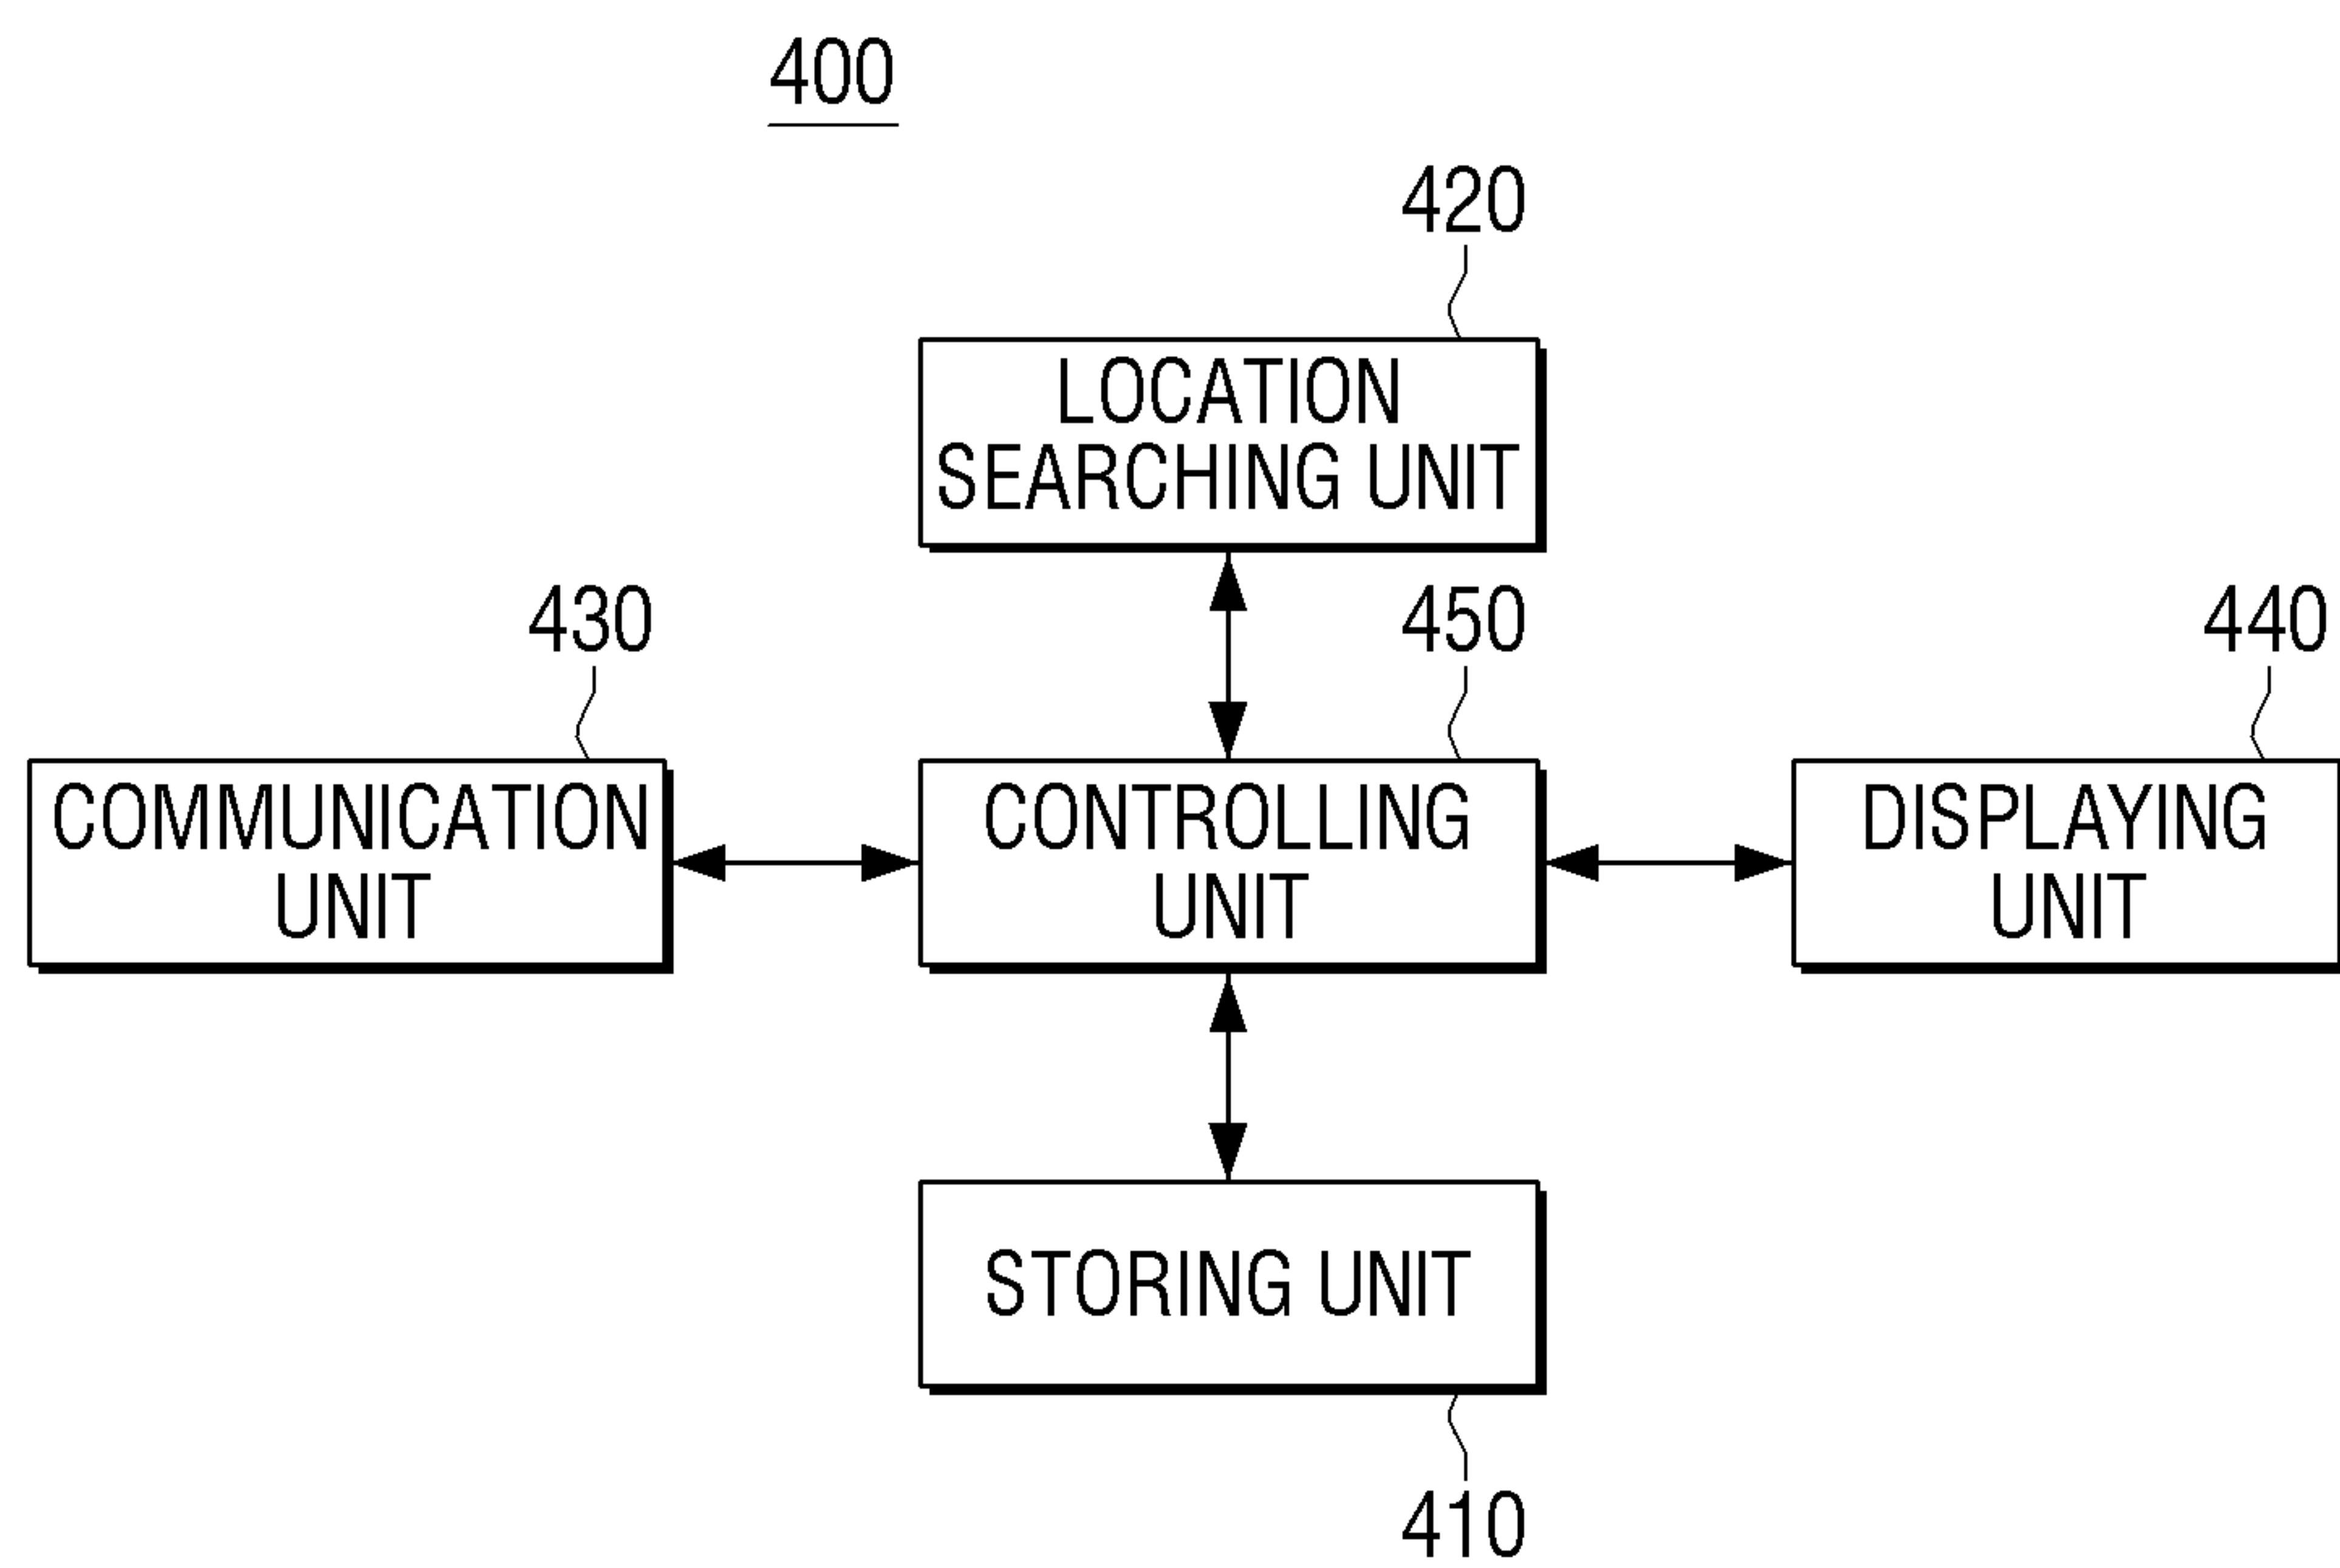 400
420
LOCATION
SEARCHING UNIT
430
450
440
COMMUNICATION
UNIT
CONTROLLING
UNIT
DISPLAYING
UNIT
STORING UNIT
410